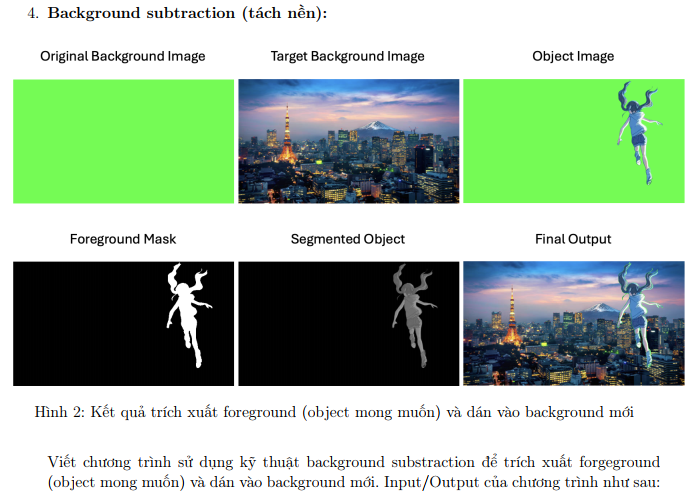 4. Background subtraction (tách nền):
Original Background Image
Target Background Image
Object Image
Foreground Mask
Segmented Object
Final Output
Hình 2: Kết quả trích xuất foreground (object mong muốn) và dán vào background mới
Viết chương trình sử dụng kỹ thuật background substraction để trích xuất forgeground
(object mong muốn) và dán vào background mới. Input/Output của chương trình như sau: